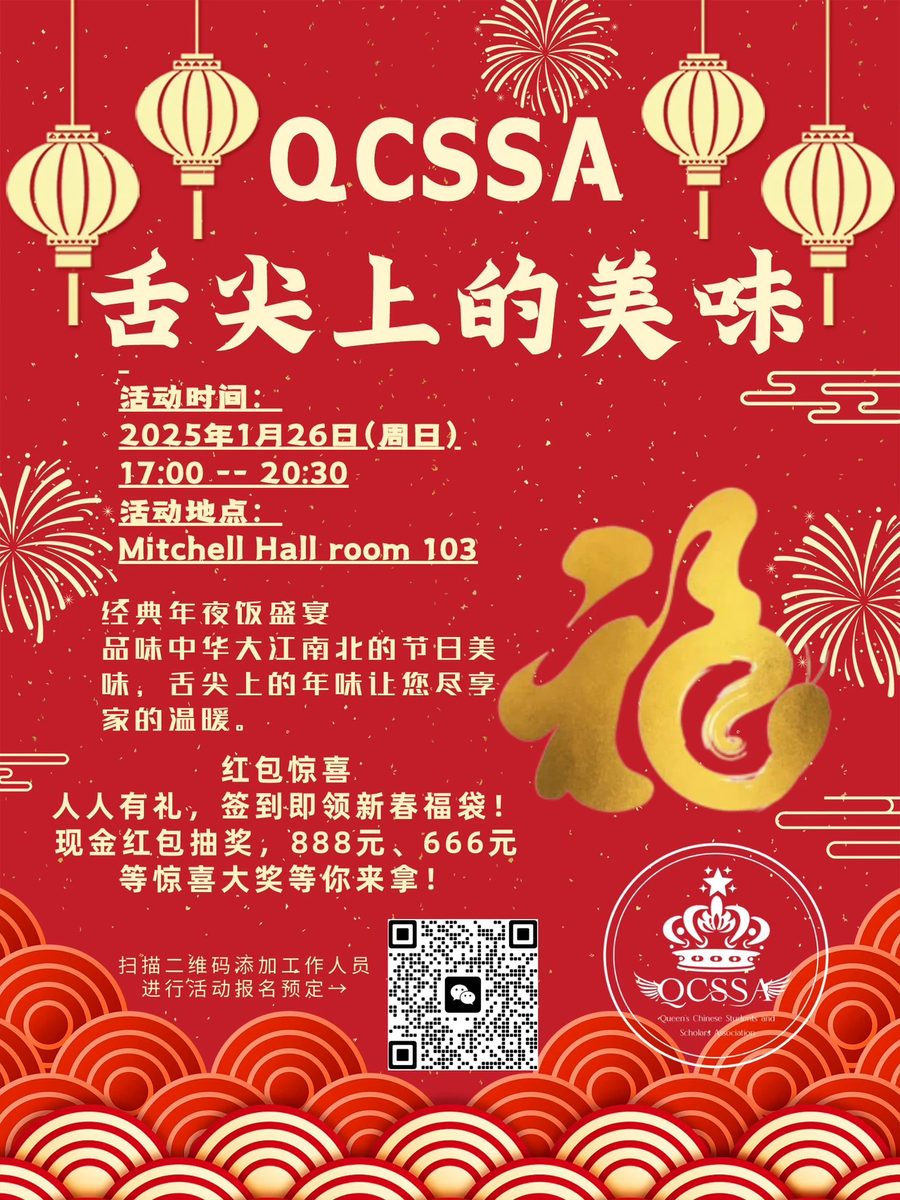 QCSSA
舌尖上的美味
活动时间：
2025年1月26日(周日)
17:00 -- 20:30
活动地点：
Mitchell Hall room 103
经典年夜饭盛宴
品味中华大江南北的节日美
味，舌尖上的年味让您尽享
家的温暖。
福
红包惊喜
人人有礼，签到即领新春福袋！
现金红包抽奖，888元、666元
等惊喜大奖等你来拿！
扫描二维码添加工作人员
进行活动报名预定→
QCSSA
Queen's Chinese Students and
Scholars Association